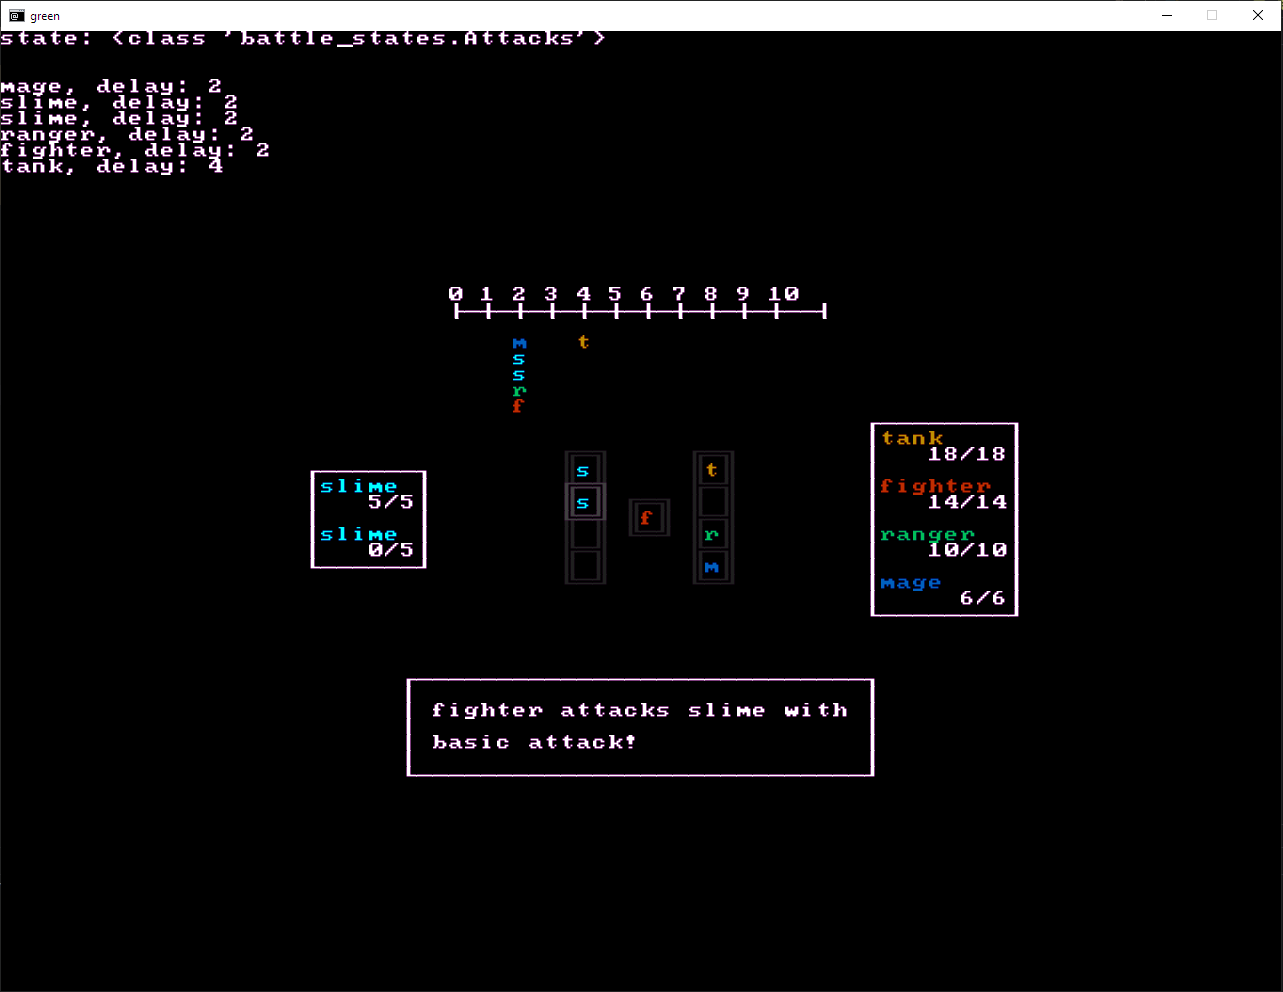 green
state: <class 'battle_states.Attacks'>
mage, delay: 2
slime, delay: 2
slime, delay: 2
ranger, delay: 2
fighter, delay: 2
tank, delay: 4
0 1 2 3 4 5 6 7 8 9 10
m t
s
s
r
f
slime
5/5
slime
0/5
s t
s
f
r
m
tank
18/18
fighter
14/14
ranger
10/10
mage
6/6
fighter attacks slime with
basic attack!